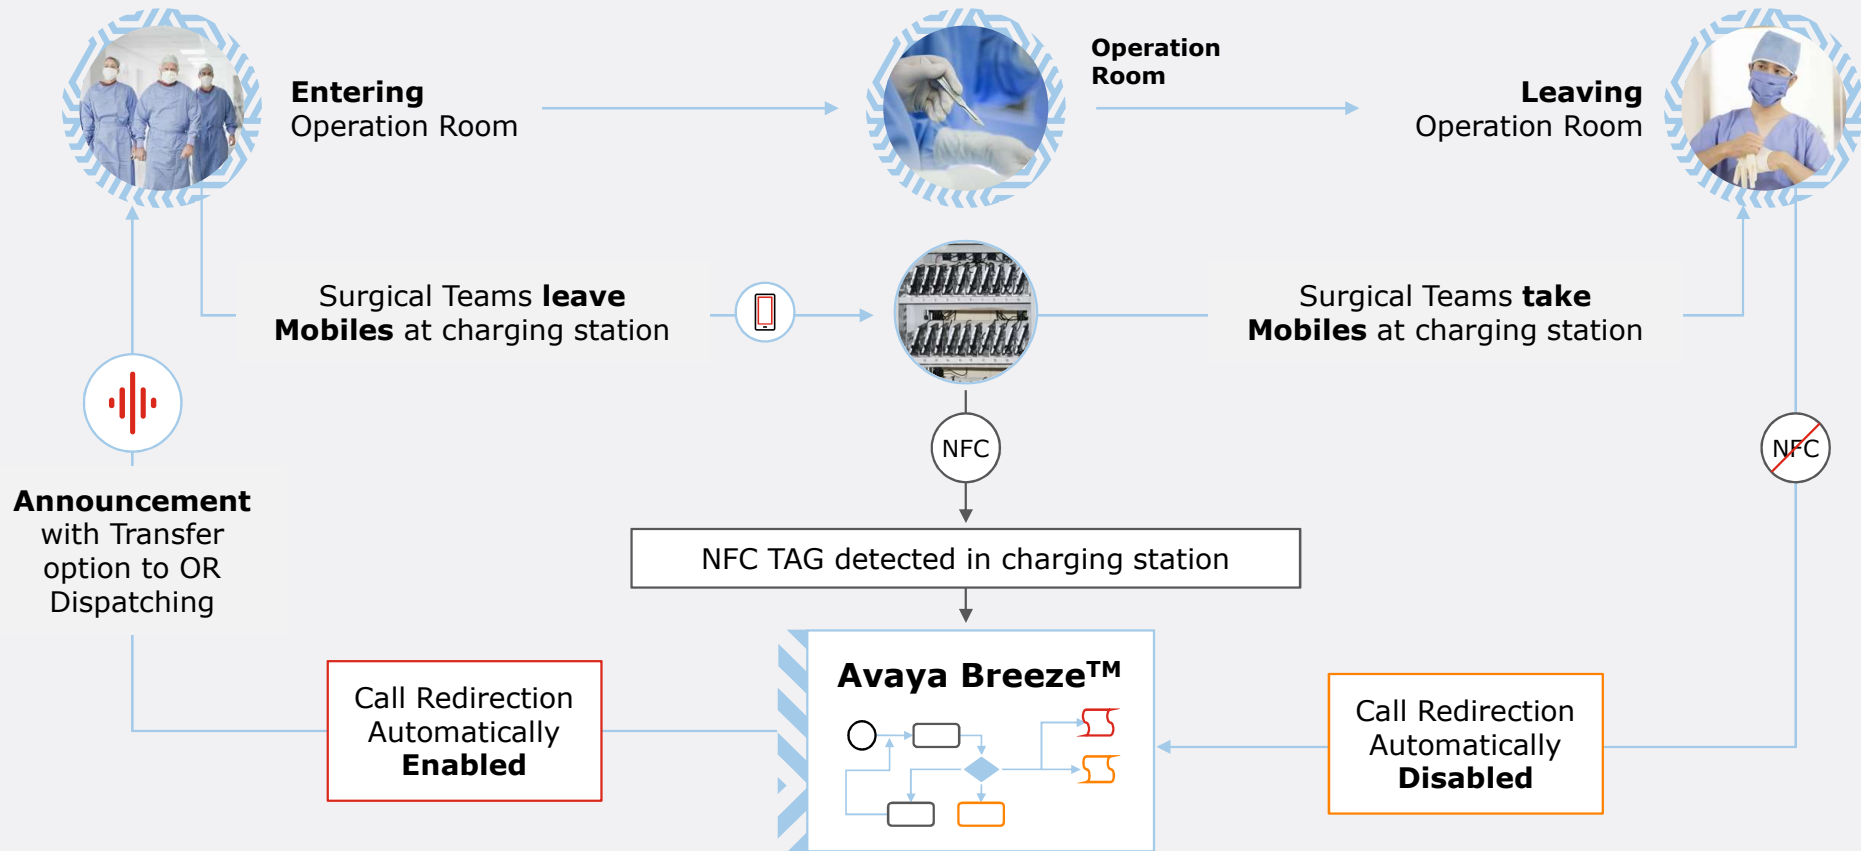 Entering
Operation Room
Operation
Room
Leaving
Operation Room
Surgical Teams leave
Mobiles at charging station
Surgical Teams take
Mobiles at charging station
NFC
NFC
Announcement
with Transfer
option to OR
Dispatching
NFC TAG detected in charging station
Call Redirection
Automatically
Enabled
Avaya Breeze™
Call Redirection
Automatically
Disabled